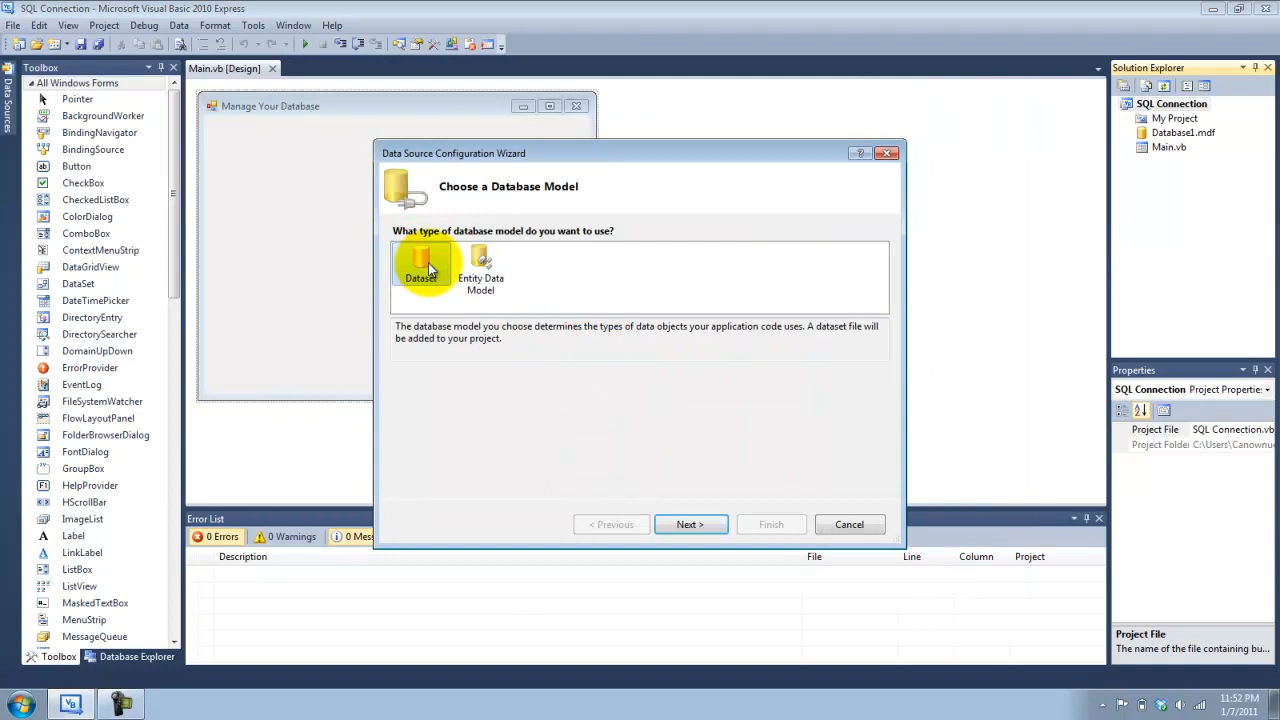 SQL Connection - Microsoft Visual Basic 2010 Express
File Edit View Project Debug Data Format Tools Window Help
Data Sources
Toolbox
All Windows Forms
Pointer
BackgroundWorker
BindingNavigator
BindingSource
Button
CheckBox
CheckedListBox
ColorDialog
ComboBox
ContextMenuStrip
DataGridView
DataSet
DateTimePicker
DirectoryEntry
DirectorySearcher
DomainUpDown
ErrorProvider
EventLog
FileSystemWatcher
FlowLayoutPanel
FolderBrowserDialog
FontDialog
GroupBox
HelpProvider
HScrollBar
ImageList
Label
LinkLabel
ListBox
ListView
MaskedTextBox
MenuStrip
MessageQueue
Toolbox Database Explorer
Main.vb [Design]
Manage Your Database
Data Source Configuration Wizard
Choose a Database Model
What type of database model do you want to use?
Dataset
Entity Data
Model
The database model you choose determines the types of data objects your application code uses. A dataset file will
be added to your project.
< Previous Next > Finish Cancel
Error List
0 Errors 0 Warnings 0 Mess
Description File Line Column Project
Solution Explorer
SQL Connection
My Project
Database1.mdf
Main.vb
Properties
SQL Connection Project Properties
Project File SQL Connection.vb
Project Folder C:\Users\Canownu
Project File
The name of the file containing bu...
11:52 PM
1/7/2011